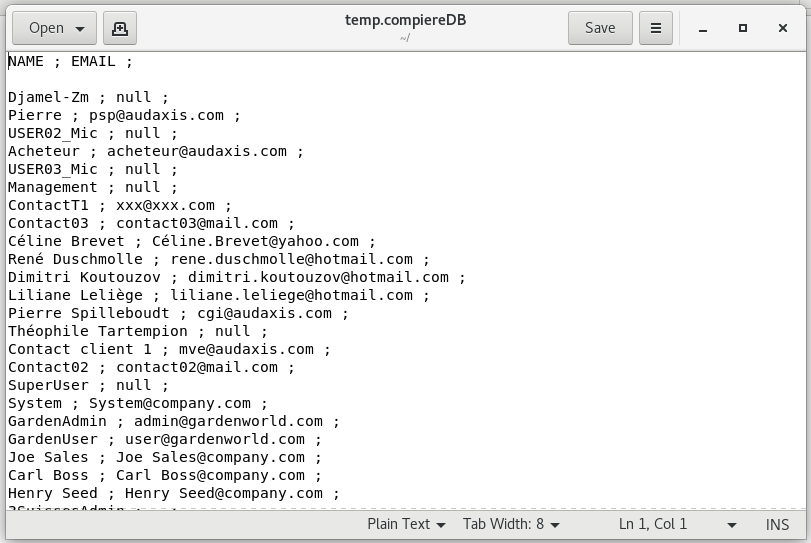 Open
temp.compiereDB
~/
Save
NAME ; EMAIL ;
Djamel-Zm ; null ;
Pierre ; psp@audaxis.com ;
USER02_Mic ; null ;
Acheteur ; acheteur@audaxis.com ;
USER03_Mic ; null ;
Management ; null ;
ContactT1 ; xxx@xxx.com ;
Contact03 ; contact03@mail.com ;
Céline Brevet ; Céline.Brevet@yahoo.com ;
René Duschmolle ; rene.duschmolle@hotmail.com ;
Dimitri Koutouzov ; dimitri.koutouzov@hotmail.com ;
Liliane Leliège ; liliane.leliege@hotmail.com ;
Pierre Spilleboudt ; cgi@audaxis.com ;
Théophile Tartempion ; null ;
Contact client 1 ; mve@audaxis.com ;
Contact02 ; contact02@mail.com ;
SuperUser ; null ;
System ; System@company.com ;
GardenAdmin ; admin@gardenworld.com ;
GardenUser ; user@gardenworld.com ;
Joe Sales ; Joe Sales@company.com ;
Carl Boss ; Carl Boss@company.com ;
Henry Seed ; Henry Seed@company.com ;
Plain Text Tab Width: 8 Ln 1, Col 1 INS